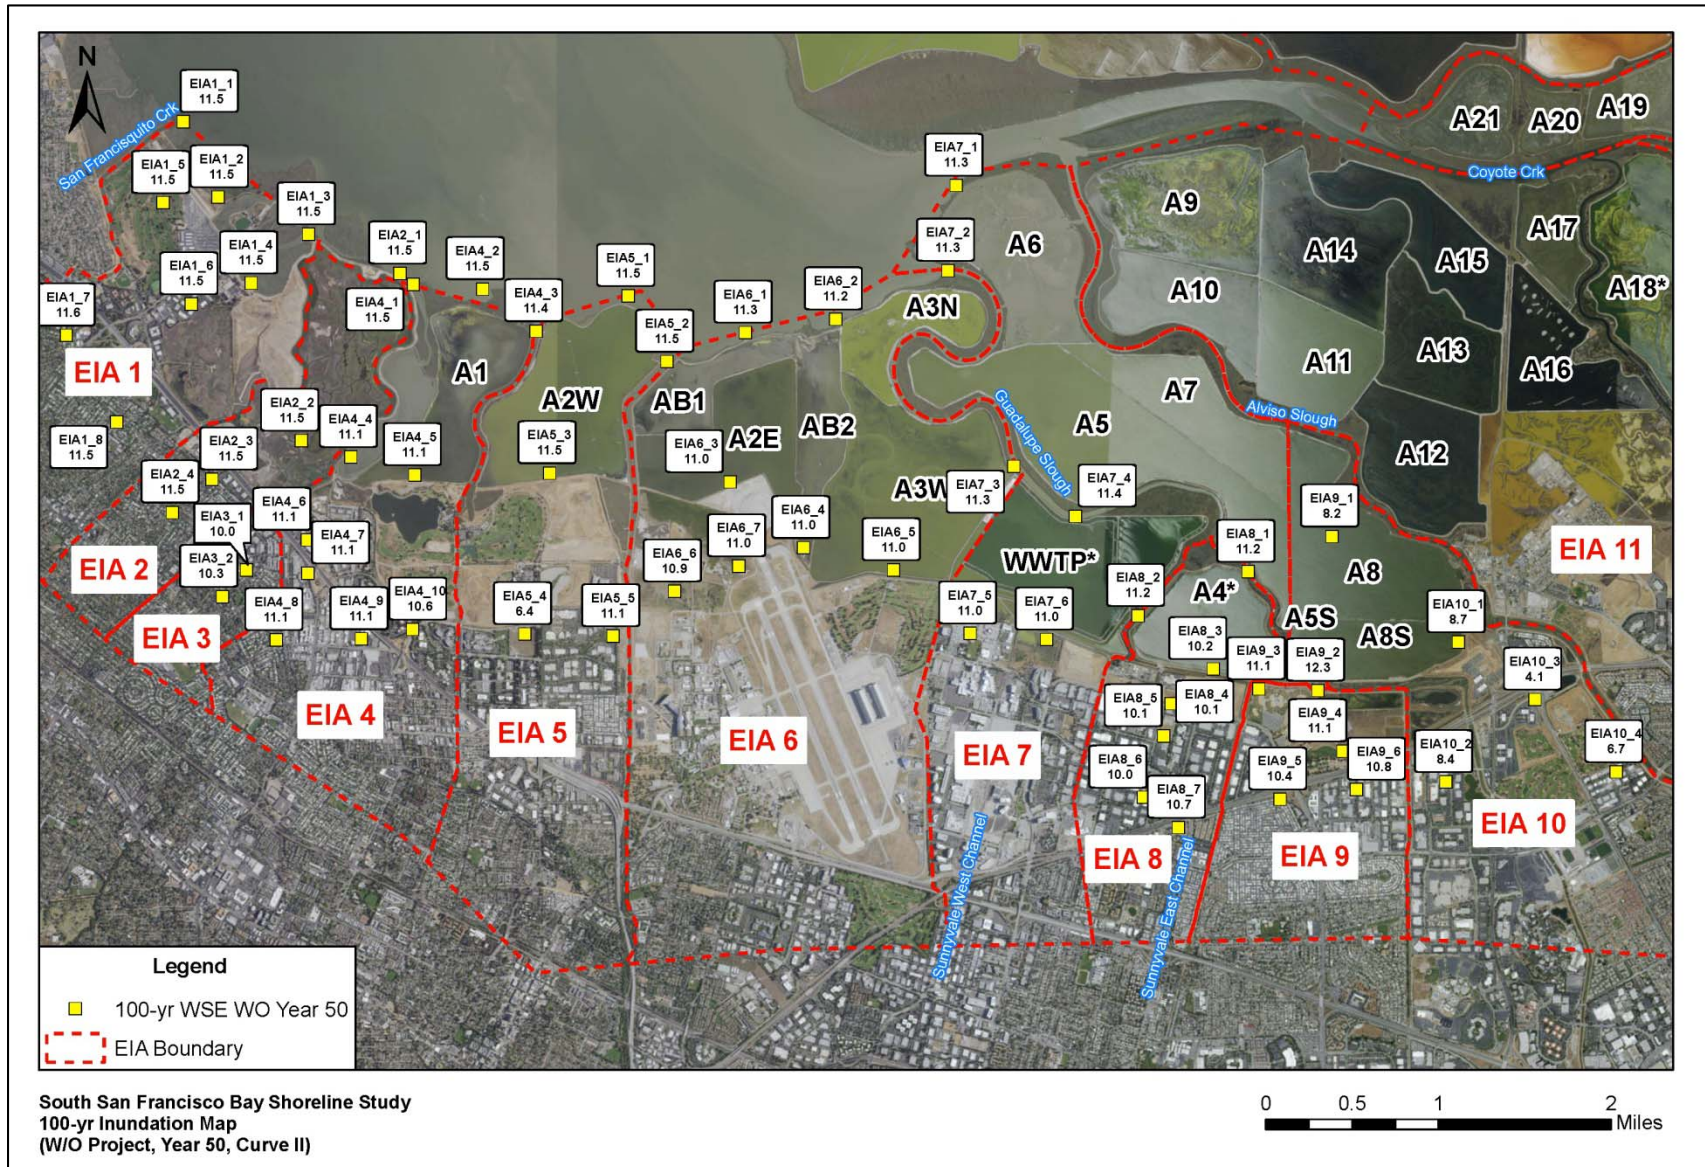 N
EIA1_1
11.5
San Francisquito Crk
EIA1_5
11.5
EIA1_2
11.5
EIA1_3
11.5
EIA1_4
11.5
EIA1_6
11.5
EIA1_7
11.6
EIA 1
EIA1_8
11.5
EIA2_1
11.5
EIA4_2
11.5
EIA4_1
11.5
EIA4_3
11.4
EIA5_1
11.5
EIA5_2
11.5
EIA6_1
11.3
EIA6_2
11.2
EIA7_1
11.3
EIA7_2
11.3
A21
A20
A19
Coyote Crk
A9
A14
A15
A17
A18*
A6
A10
A3N
A11
A13
A16
A1
A2W
AB1
A2E
AB2
A7
A5
Guadalupe Slough
Alviso Slough
A12
A3W
EIA2_2
11.5
EIA2_3
11.5
EIA2_4
11.5
EIA4_4
11.1
EIA4_5
11.1
EIA5_3
11.5
EIA6_3
11.0
EIA7_3
11.3
EIA7_4
11.4
EIA9_1
8.2
EIA3_1
10.0
EIA3_2
10.3
EIA4_6
11.1
EIA4_7
11.1
EIA6_4
11.0
EIA6_7
11.0
EIA6_5
11.0
EIA6_6
10.9
EIA8_1
11.2
EIA8_2
11.2
WWTP*
A4*
A8
A5S
A8S
EIA 11
EIA 2
EIA 3
EIA4_8
11.1
EIA4_9
11.1
EIA4_10
10.6
EIA5_4
6.4
EIA5_5
11.1
EIA7_5
11.0
EIA7_6
11.0
EIA8_3
10.2
EIA9_3
11.1
EIA9_2
12.3
EIA10_1
8.7
EIA10_3
4.1
EIA 4
EIA 5
EIA 6
EIA 7
EIA8_5
10.1
EIA8_4
10.1
EIA9_4
11.1
EIA9_6
10.8
EIA9_5
10.4
EIA10_2
8.4
EIA10_4
6.7
EIA8_6
10.0
EIA8_7
10.7
EIA 8
EIA 9
EIA 10
Sunnyvale West Channel
Sunnyvale East Channel
Legend
100-yr WSE WO Year 50
EIA Boundary
South San Francisco Bay Shoreline Study
100-yr Inundation Map
(W/O Project, Year 50, Curve II)
0 0.5 1 2
Miles